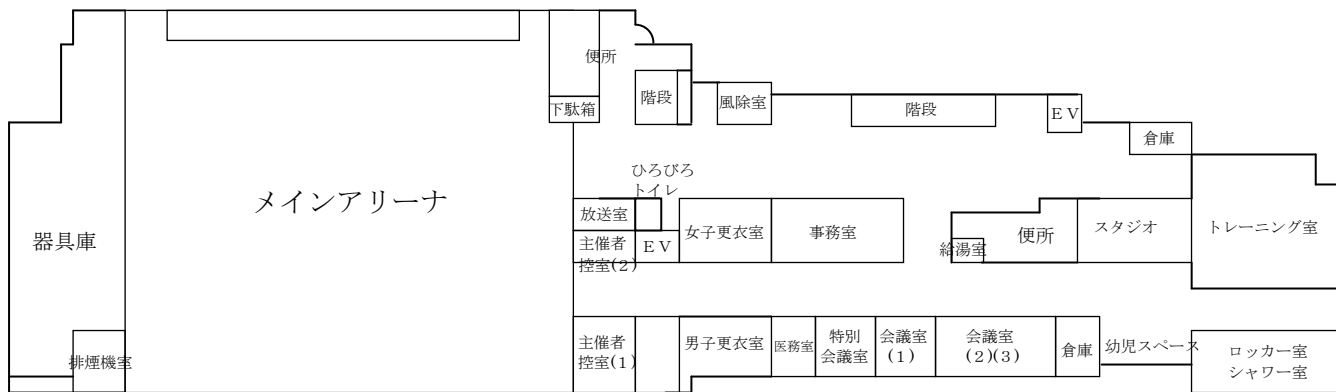 便所
下駄箱
階段
風除室
階段
ＥＶ
倉庫
ひろびろ
トイレ
メインアリーナ
器具庫
放送室
主催者
控室(2)
ＥＶ
女子更衣室
事務室
給湯室
便所
スタジオ
トレーニング室
排煙機室
主催者
控室(1)
男子更衣室
医務室
特別
会議室
会議室
(1)
会議室
(2)(3)
倉庫
幼児スペース
ロッカー室
シャワー室